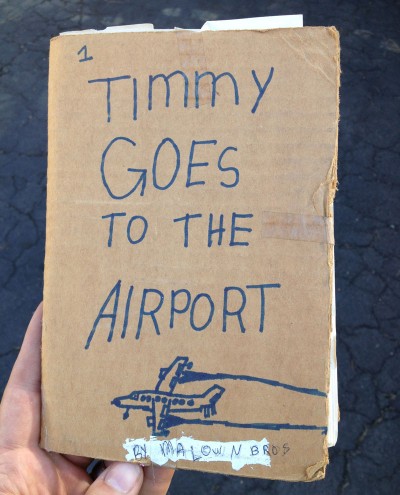 1
TIMMY
GOES
TO THE
AIRPORT
BY MALOWN BROS